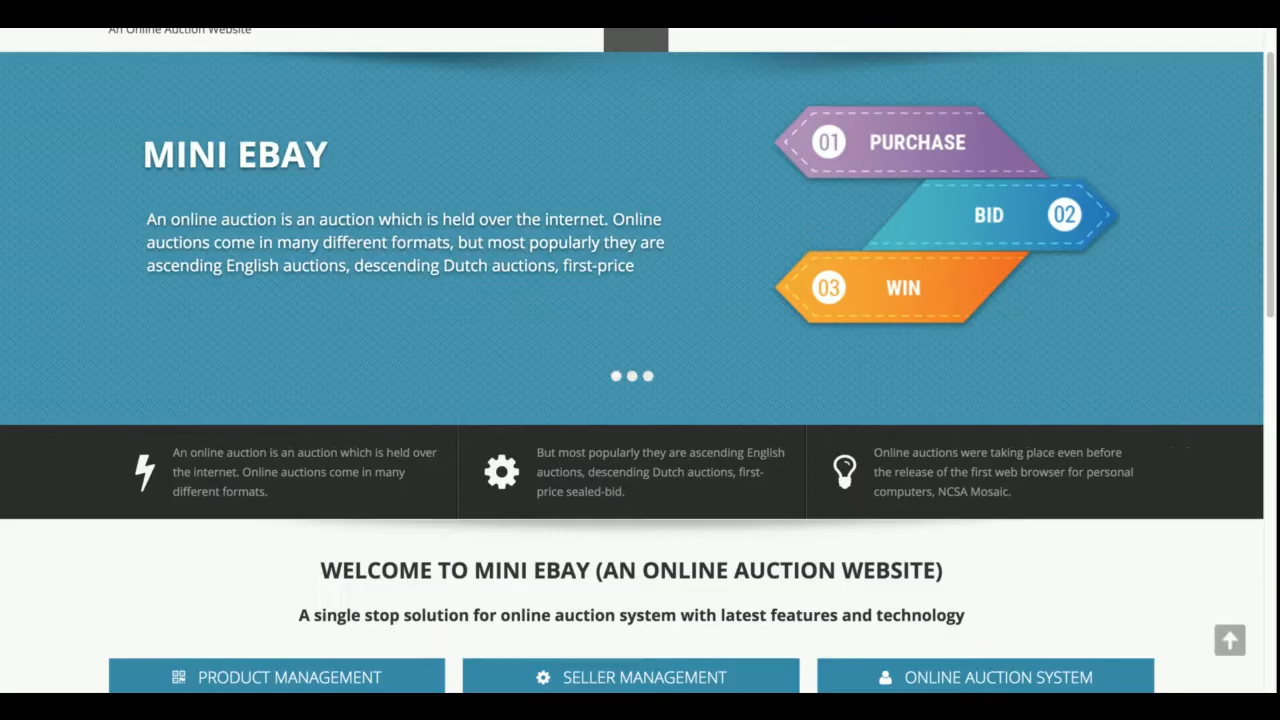 An Online Auction Website
MINI EBAY
An online auction is an auction which is held over the internet. Online
auctions come in many different formats, but most popularly they are
ascending English auctions, descending Dutch auctions, first-price
01 PURCHASE
BID 02
03 WIN
An online auction is an auction which is held over
the internet. Online auctions come in many
different formats.
But most popularly they are ascending English
auctions, descending Dutch auctions, first-
price sealed-bid.
Online auctions were taking place even before
the release of the first web browser for personal
computers, NCSA Mosaic.
WELCOME TO MINI EBAY (AN ONLINE AUCTION WEBSITE)
A single stop solution for online auction system with latest features and technology
PRODUCT MANAGEMENT
SELLER MANAGEMENT
ONLINE AUCTION SYSTEM